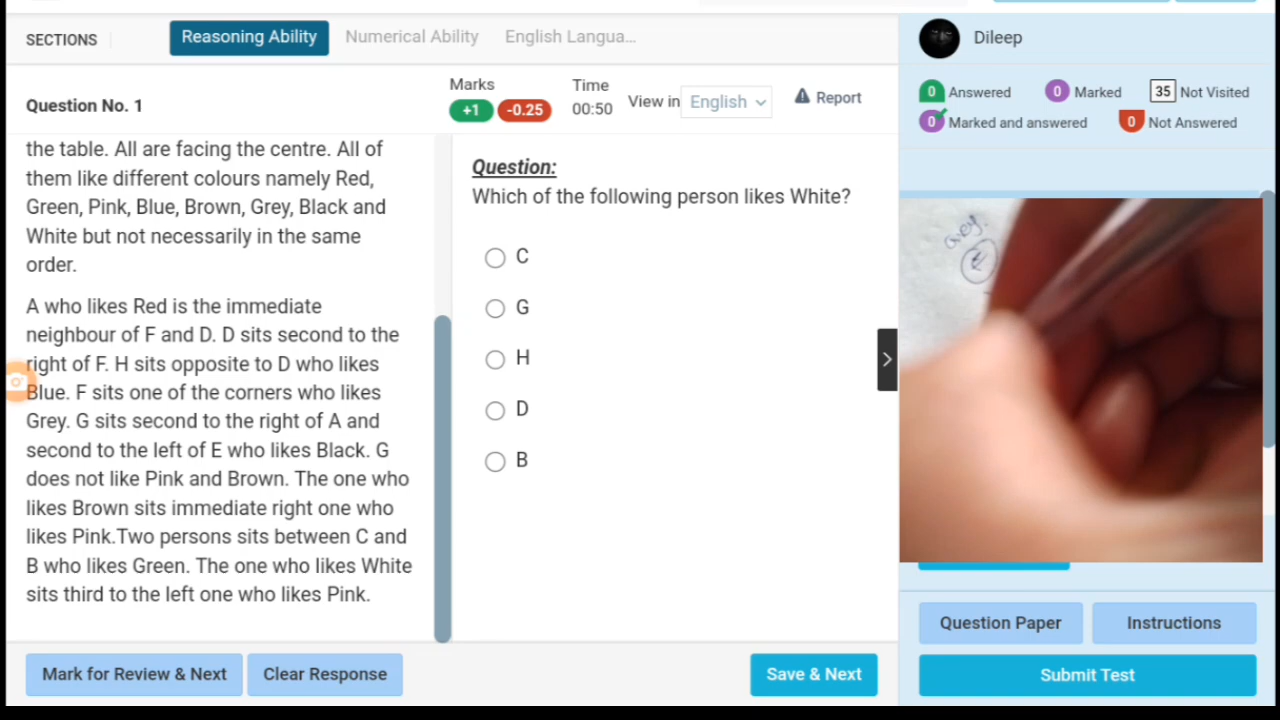 SECTIONS
Reasoning Ability
Numerical Ability
English Langua...
Dileep
Question No. 1
Marks
+1
-0.25
Time
00:50
View in
English
Report
0 Answered
0 Marked
35 Not Visited
0 Marked and answered
0 Not Answered
the table. All are facing the centre. All of
them like different colours namely Red,
Green, Pink, Blue, Brown, Grey, Black and
White but not necessarily in the same
order.
A who likes Red is the immediate
neighbour of F and D. D sits second to the
right of F. H sits opposite to D who likes
Blue. F sits one of the corners who likes
Grey. G sits second to the right of A and
second to the left of E who likes Black. G
does not like Pink and Brown. The one who
likes Brown sits immediate right one who
likes Pink.Two persons sits between C and
B who likes Green. The one who likes White
sits third to the left one who likes Pink.
Question:
Which of the following person likes White?
C
G
H
D
B
Grey
F
Mark for Review & Next
Clear Response
Save & Next
Question Paper
Instructions
Submit Test